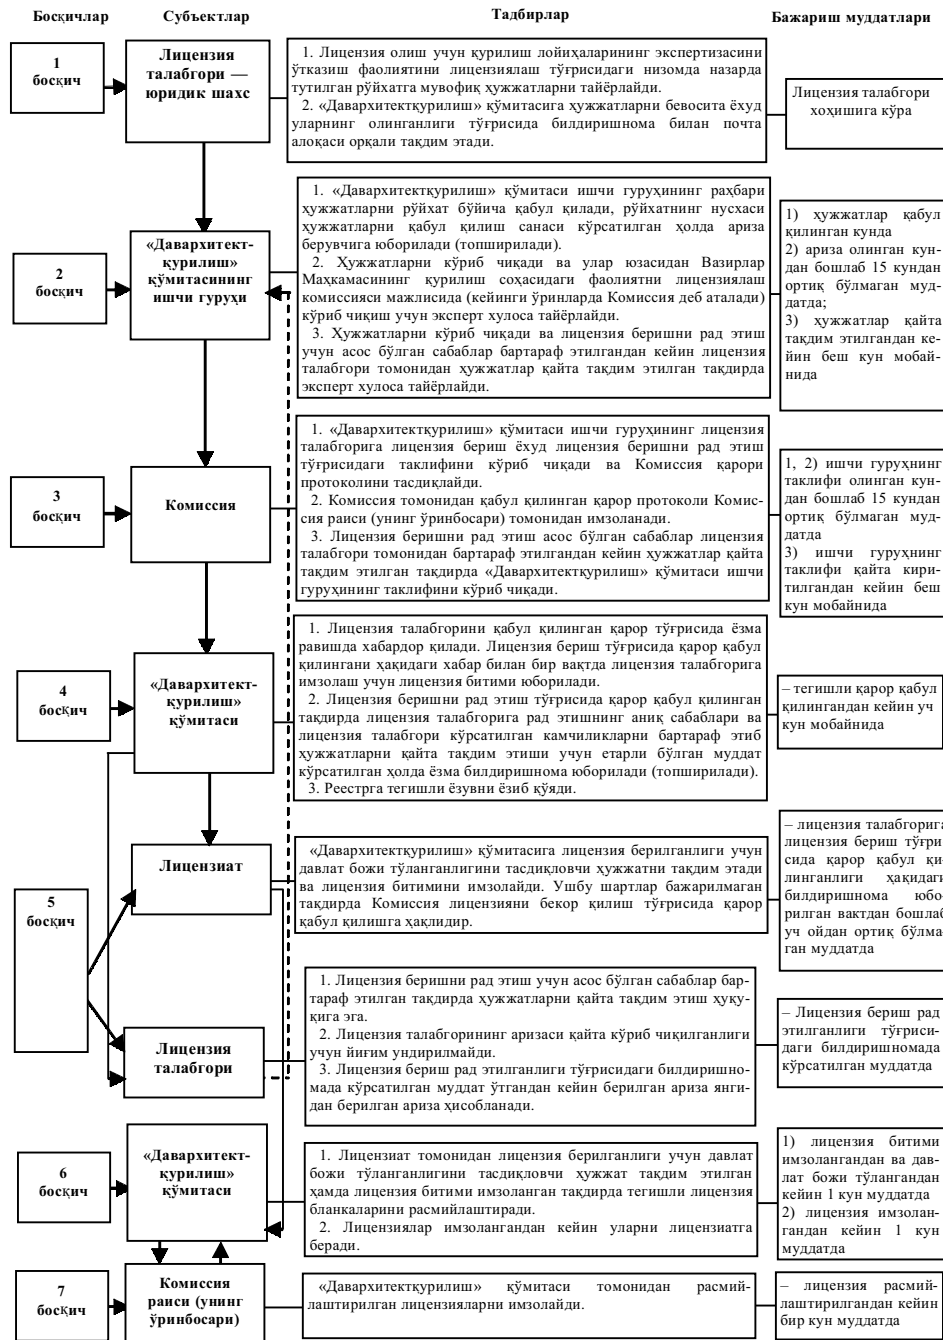 Босқичлар
Субъектлар
Тадбирлар
Бажариш муддатлари
1
босқич
Лицензия
талабгори —
юридик шахс
1. Лицензия олиш учун қурилиш лойиҳаларининг экспертизасини
ўтказиш фаолиятини лицензиялаш тўғрисидаги низомда назарда
тутилган рўйхатга мувофиқ ҳужжатларни тайёрлайди.
2. «Давархитектқурилиш» қўмитасига ҳужжатларни бевосита ёхуд
уларнинг олинганлиги тўғрисида билдиришнома билан почта
алоқаси орқали тақдим этади.
Лицензия талабгори
хоҳишига кўра
2
босқич
«Давархитект-
қурилиш»
қўмитасининг
ишчи гуруҳи
1. «Давархитектқурилиш» қўмитаси ишчи гуруҳининг раҳбари
ҳужжатларни рўйхат бўйича қабул қилади, рўйхатнинг нусхаси
ҳужжатларни қабул қилиш санаси кўрсатилган ҳолда ариза
берувчига юборилади (топширилади).
2. Ҳужжатларни кўриб чиқади ва улар юзасидан Вазирлар
Маҳкамасининг қурилиш соҳасидаги фаолиятни лицензиялаш
комиссияси мажлисида (кейинги ўринларда Комиссия деб аталади)
кўриб чиқиш учун эксперт хулоса тайёрлайди.
3. Ҳужжатларни кўриб чиқади ва лицензия беришни рад этиш
учун асос бўлган сабаблар бартараф этилгандан кейин лицензия
талабгори томонидан ҳужжатлар қайта тақдим этилган тақдирда
эксперт хулоса тайёрлайди.
1) ҳужжатлар қабул
қилинган кунда
2) ариза олинган кун-
дан бошлаб 15 кундан
ортиқ бўлмаган муд-
датда;
3) ҳужжатлар қайта
тақдим этилгандан ке-
йин беш кун мобай-
нида
3
босқич
Комиссия
1. «Давархитектқурилиш» қўмитаси ишчи гуруҳининг лицензия
талабгорига лицензия бериш ёхуд лицензия беришни рад этиш
тўғрисидаги таклифини кўриб чиқади ва Комиссия қарори
протоколини тасдиқлайди.
2. Комиссия томонидан қабул қилинган қарор протоколи Комис-
сия раиси (унинг ўринбосари) томонидан имзоланади.
3. Лицензия беришни рад этиш асос бўлган сабаблар лицензия
талабгори томонидан бартараф этилгандан кейин ҳужжатлар қайта
тақдим этилган тақдирда «Давархитектқурилиш» қўмитаси ишчи
гуруҳининг таклифини кўриб чиқади.
1, 2) ишчи гуруҳнинг
таклифи олинган кун-
дан бошлаб 15 кундан
ортиқ бўлмаган муд-
датда
3) ишчи гуруҳнинг
таклифи қайта кири-
тилгандан кейин беш
кун мобайнида
4
босқич
«Давархитект-
қурилиш»
қўмитаси
1. Лицензия талабгорини қабул қилинган қарор тўғрисида ёзма
равишда хабардор қилади. Лицензия бериш тўғрисида қарор қабул
қилингани ҳақидаги хабар билан бир вақтда лицензия талабгорига
имзолаш учун лицензия битими юборилади.
2. Лицензия беришни рад этиш тўғрисида қарор қабул қилинган
тақдирда лицензия талабгорига рад этишнинг аниқ сабаблари ва
лицензия талабгори кўрсатилган камчиликларни бартараф этиб
ҳужжатларни қайта тақдим этиши учун етарли бўлган муддат
кўрсатилган ҳолда ёзма билдиришнома юборилади (топширилади).
3. Реестрга тегишли ёзувни ёзиб қўяди.
– тегишли қарор қабул
қилингандан кейин уч
кун мобайнида
5
босқич
Лицензиат
«Давархитектқурилиш» қўмитасига лицензия берилганлиги учун
давлат божи тўланганлигини тасдиқловчи ҳужжатни тақдим этади
ва лицензия битимини имзолайди. Ушбу шартлар бажарилмаган
тақдирда Комиссия лицензияни бекор қилиш тўғрисида қарор
қабул қилишга ҳақлидир.
– лицензия талабгорига
лицензия бериш тўғри-
сида қарор қабул қи-
линганлиги ҳақидаги
билдиришнома юбо-
рилган вактдан бошлаб
уч ойдан ортиқ бўлма-
ган муддатда
Лицензия
талабгори
1. Лицензия беришни рад этиш учун асос бўлган сабаблар бар-
тараф этилган тақдирда ҳужжатларни қайта тақдим этиш ҳуқу-
қига эга.
2. Лицензия талабгорининг аризаси қайта кўриб чиқилганлиги
учун йиғим ундирилмайди.
3. Лицензия бериш рад этилганлиги тўғрисидаги билдиришно-
мада кўрсатилган муддат ўтгандан кейин берилган ариза янги-
дан берилган ариза ҳисобланади.
– Лицензия бериш рад
этилганлиги тўғриси-
даги билдиришномада
кўрсатилган муддатда
6
босқич
«Давархитект-
қурилиш»
қўмитаси
1. Лицензиат томонидан лицензия берилганлиги учун давлат
божи тўланганлигини тасдиқловчи ҳужжат тақдим этилган
ҳамда лицензия битими имзоланган тақдирда тегишли лицензия
бланкаларини расмийлаштиради.
2. Лицензиялар имзолангандан кейин уларни лицензиатга
беради.
1) лицензия битими
имзолангандан ва дав-
лат божи тўлангандан
кейин 1 кун муддатда
2) лицензия имзолан-
гандан кейин 1 кун
муддатда
7
босқич
Комиссия
раиси (унинг
ўринбосари)
«Давархитектқурилиш» қўмитаси томонидан расмий-
лаштирилган лицензияларни имзолайди.
– лицензия расмий-
лаштирилгандан кейин
бир кун муддатда